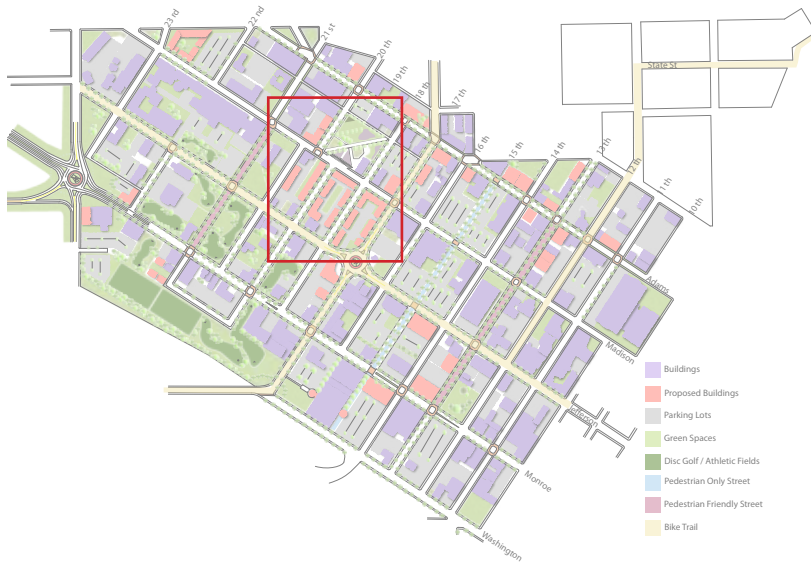 23 rd
22 nd
21 st
20 th
19 th
18 th
17 th
16 th
15 th
14 th
13 th
12 th
1 th
10 th
State St
Adams
Madison
Jefferson
Monroe
Washington
Buildings
Proposed Buildings
Parking Lots
Green Spaces
Disc Golf / Athletic Fields
Pedestrian Only Street
Pedestrian Friendly Street
Bike Trail